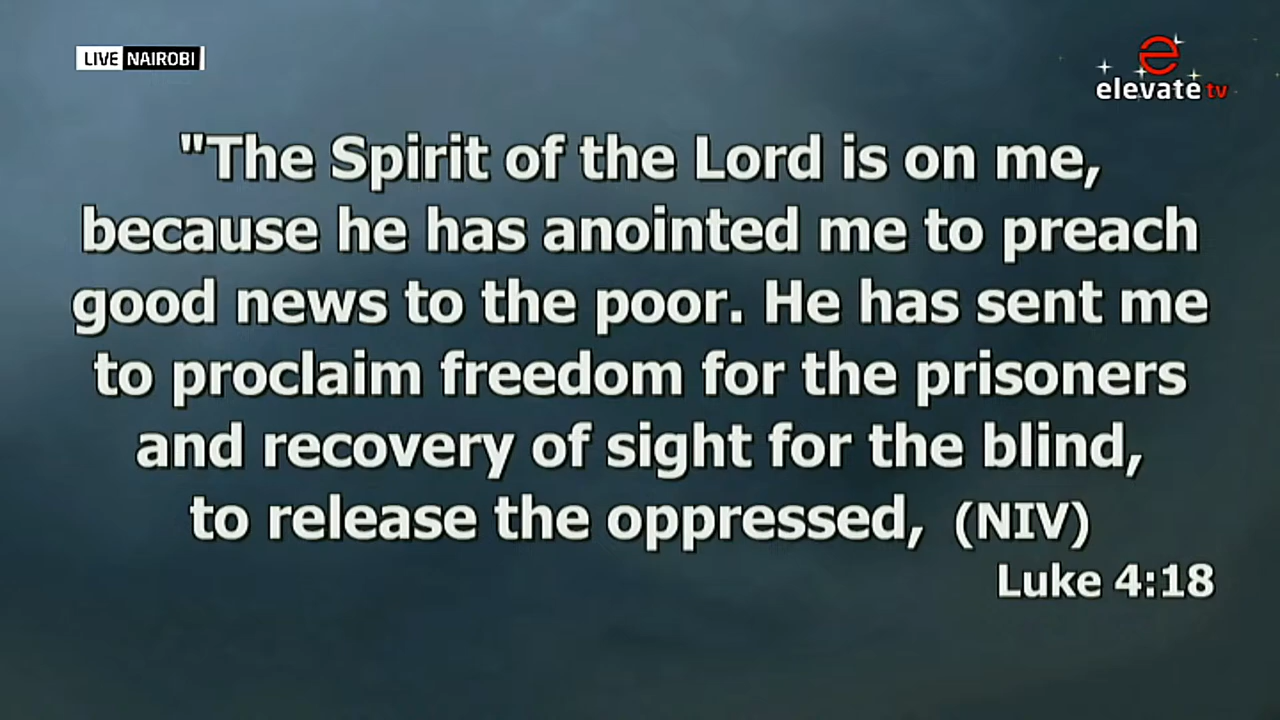 LIVE NAIROBI
e
elevate tv
"The Spirit of the Lord is on me,
because he has anointed me to preach
good news to the poor. He has sent me
to proclaim freedom for the prisoners
and recovery of sight for the blind,
to release the oppressed, (NIV)
Luke 4:18